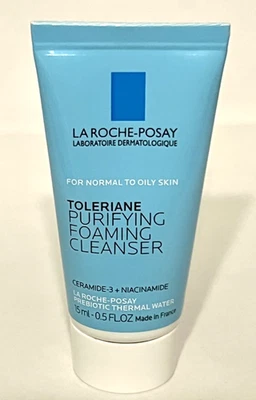 LA ROCHE-POSAY
LABORATOIRE DERMATOLOGIQUE
FOR NORMAL TO OILY SKIN
TOLERIANE
PURIFYING
FOAMING
CLEANSER
CERAMIDE-3 + NIACINAMIDE
LA ROCHE-POSAY
PREBIOTIC THERMAL WATER
15 ml - 0.5 FL.OZ Made in France